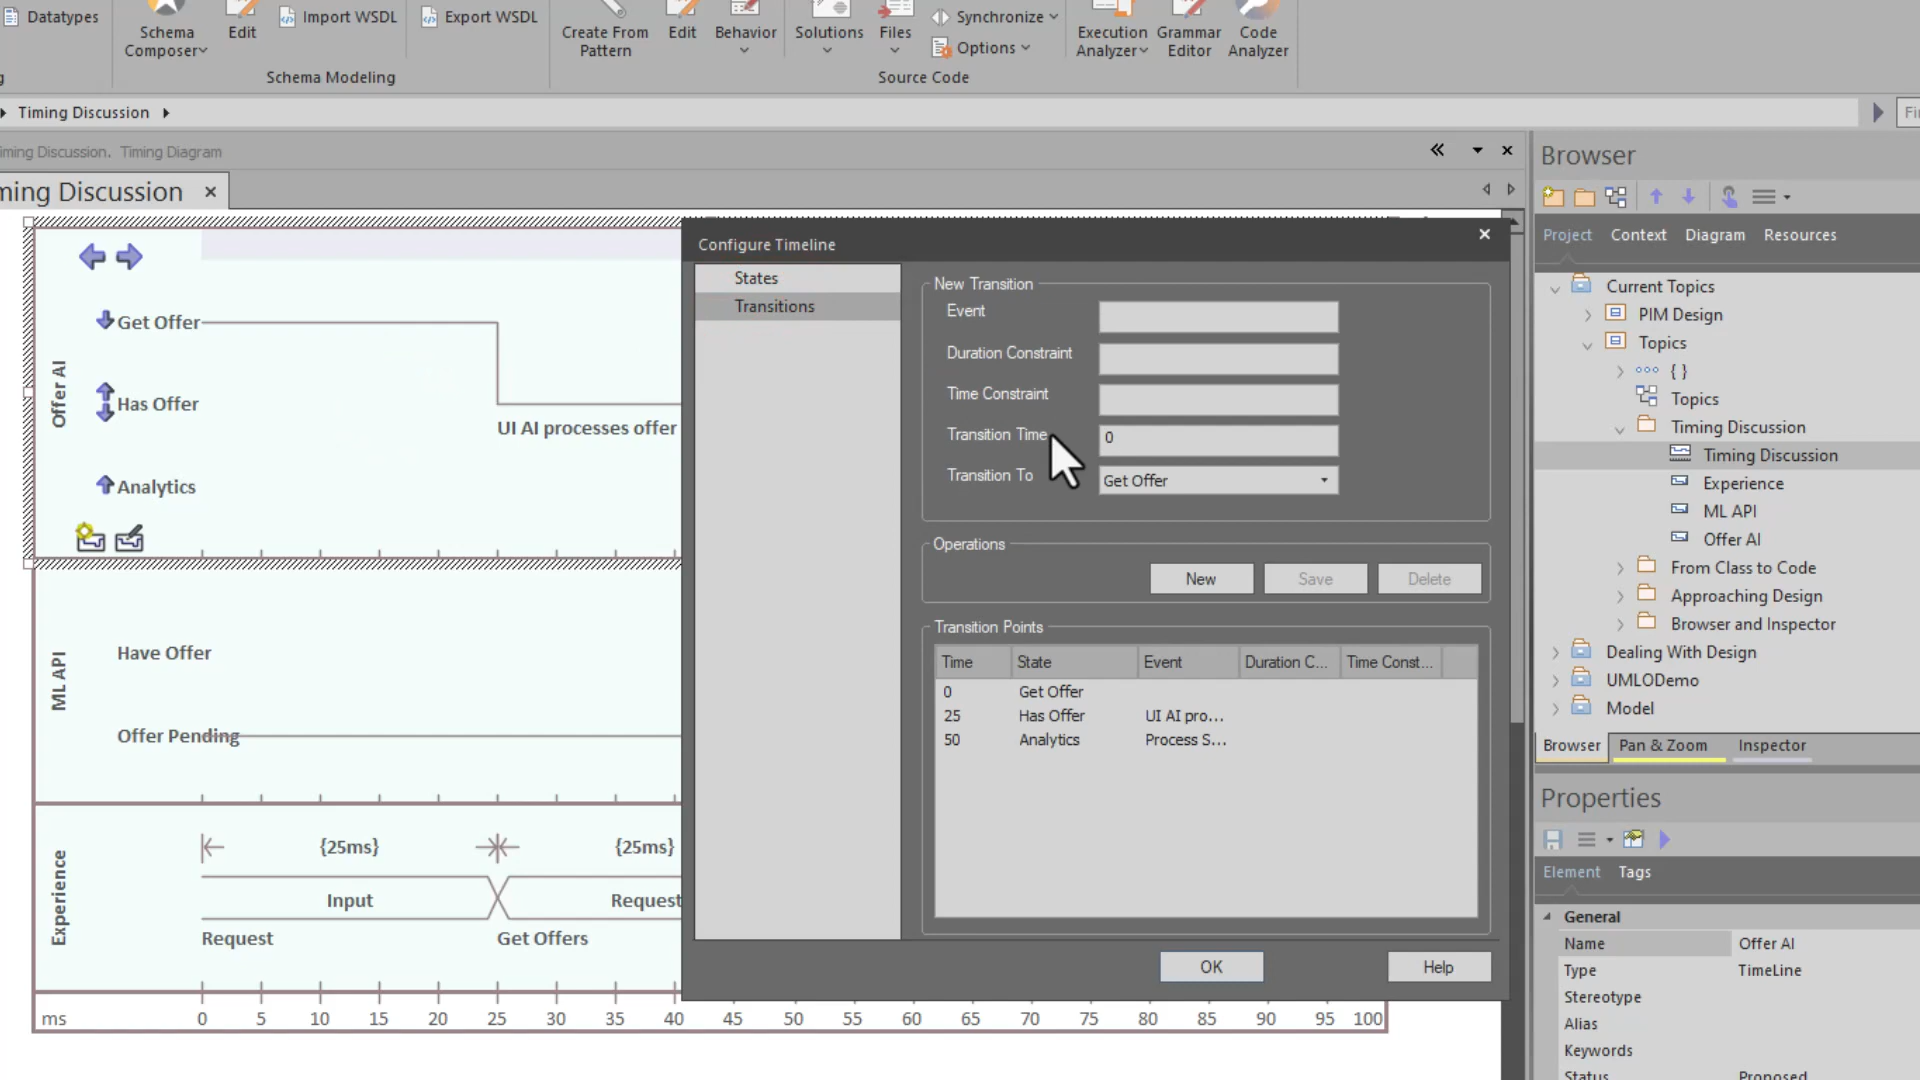 Datatypes
Schema
Composer
Edit
Import WSDL
Export WSDL
Create From
Pattern
Edit
Behavior
Solutions
Files
Synchronize
Options
Execution
Analyzer
Grammar
Editor
Code
Analyzer
Schema Modeling
Source Code
Timing Discussion
Fi
iming Discussion. Timing Diagram
ming Discussion
Offer AI
Get Offer
Has Offer
UI AI processes offer
Analytics
ML API
Have Offer
Offer Pending
Experience
{25ms}
{25ms}
Input
Request
Request
Get Offers
ms
0 5 10 15 20 25 30 35 40 45 50 55 60 65 70 75 80 85 90 95 100
Configure Timeline
States
Transitions
New Transition
Event
Duration Constraint
Time Constraint
Transition Time 0
Transition To Get Offer
Operations
New Save Delete
Transition Points
Time State Event Duration C... Time Const...
0 Get Offer
25 Has Offer UI AI pro...
50 Analytics Process S...
OK
Help
Browser
Project Context Diagram Resources
Current Topics
PIM Design
Topics
{ }
Topics
Timing Discussion
Timing Discussion
Experience
ML API
Offer AI
From Class to Code
Approaching Design
Browser and Inspector
Dealing With Design
UMLODemo
Model
Browser Pan & Zoom Inspector
Properties
Element Tags
General
Name Offer AI
Type TimeLine
Stereotype
Alias
Keywords
Status Proposed